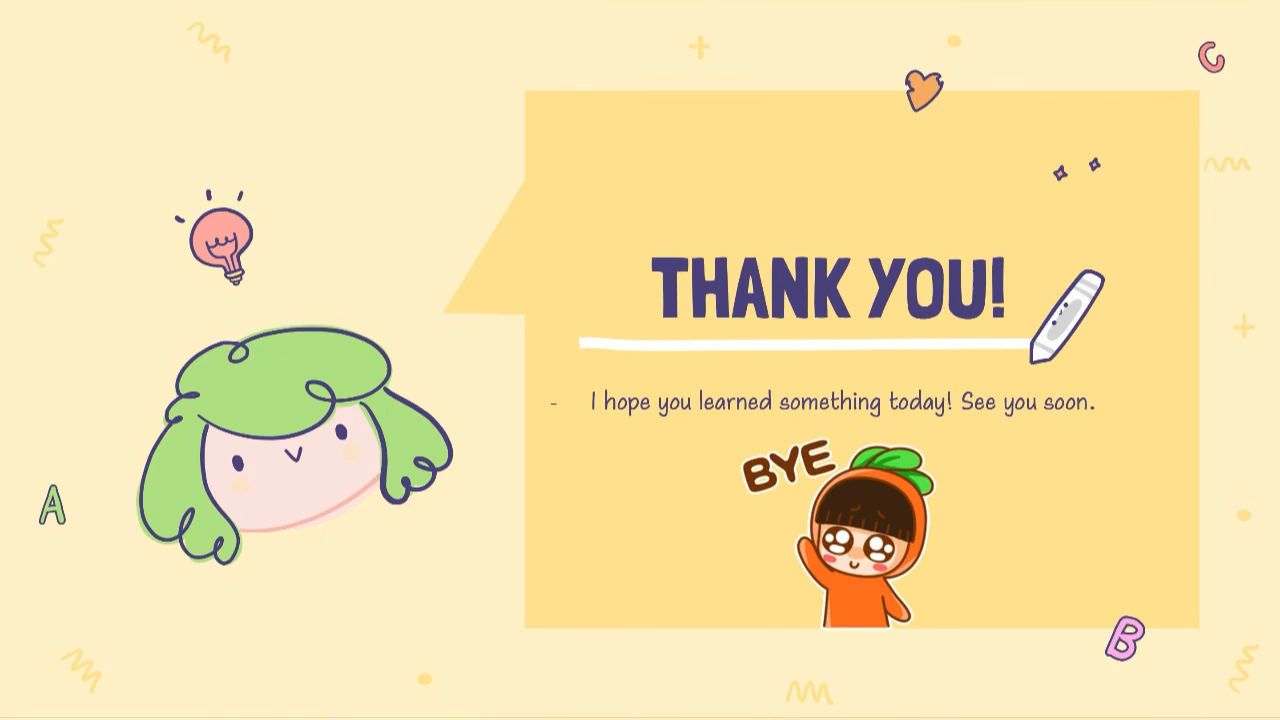 C
THANK YOU!
- I hope you learned something today! See you soon.
BYE
A
B